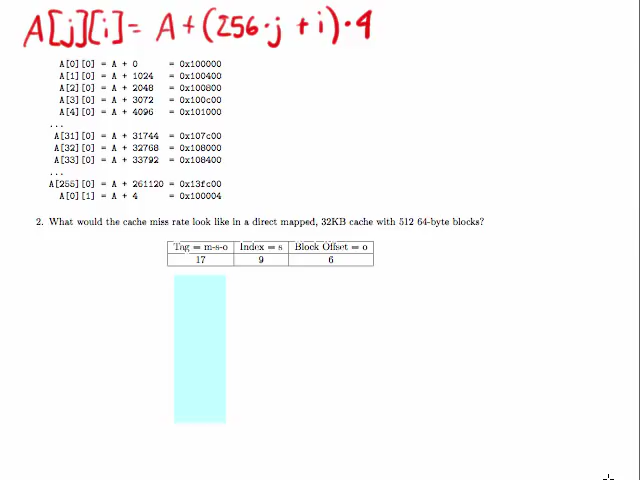 A[j][i] = A + (256·j + i)·4
A[0][0] = A + 0 = 0x100000
A[1][0] = A + 1024 = 0x100400
A[2][0] = A + 2048 = 0x100800
A[3][0] = A + 3072 = 0x100c00
A[4][0] = A + 4096 = 0x101000
...
A[31][0] = A + 31744 = 0x107c00
A[32][0] = A + 32768 = 0x108000
A[33][0] = A + 33792 = 0x108400
...
A[255][0] = A + 261120 = 0x13fc00
A[0][1] = A + 4 = 0x100004
2. What would the cache miss rate look like in a direct mapped, 32KB cache with 512 64-byte blocks?
Tag = m-s-o Index = s Block Offset = o
17 9 6